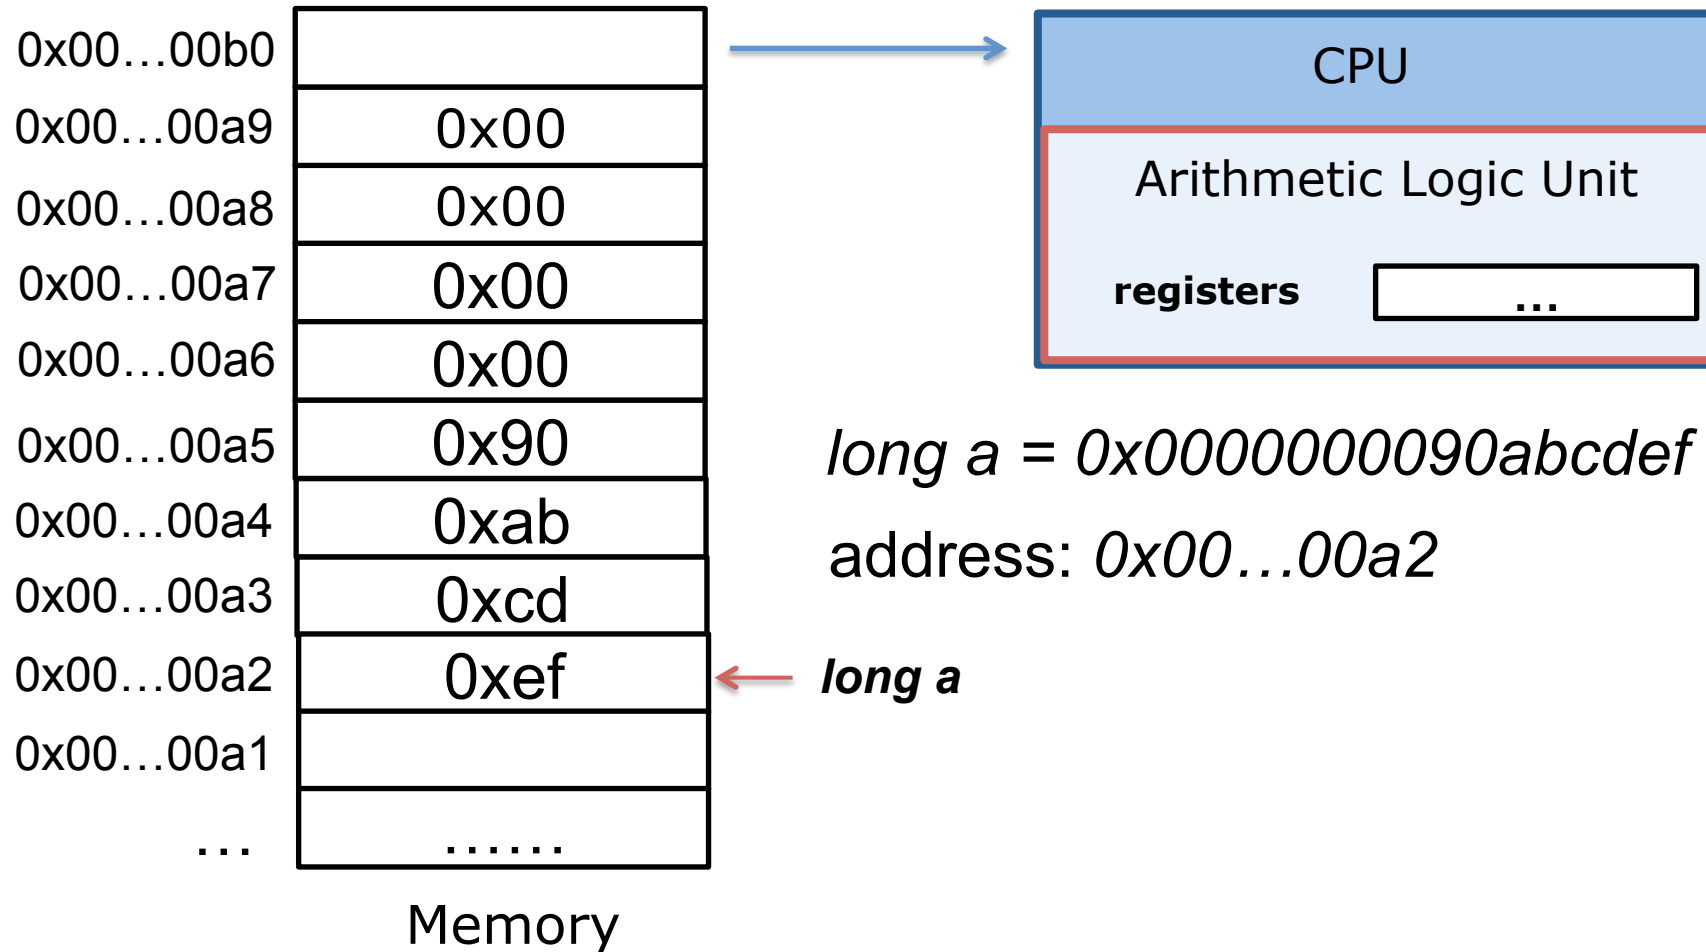 0x00…00b0
0x00…00a9 0x00
0x00…00a8 0x00
0x00…00a7 0x00
0x00…00a6 0x00
0x00…00a5 0x90
0x00…00a4 0xab
0x00…00a3 0xcd
0x00…00a2 0xef
0x00…00a1
… ……
Memory
CPU
Arithmetic Logic Unit
registers ...
long a = 0x0000000090abcdef
address: 0x00…00a2
long a